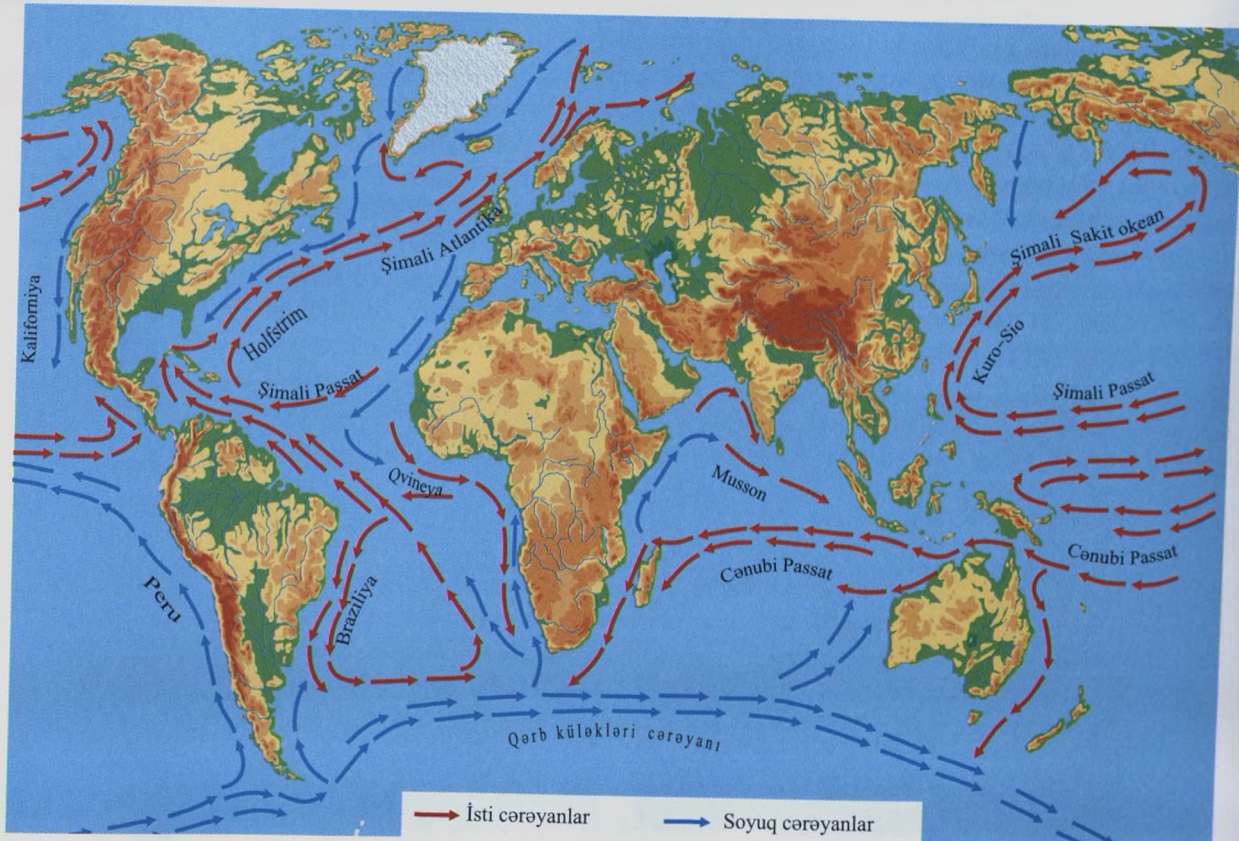 Kaliforniya
Şimali Atlantika
Holfstrim
Şimali Passat
Qvineya
Peru
Braziliya
Musson
Cənubi Passat
Şimali Sakit okean
Kuro-Sio
Şimali Passat
Cənubi Passat
Qərb küləkləri cərəyanı
İsti cərəyanlar
Soyuq cərəyanlar